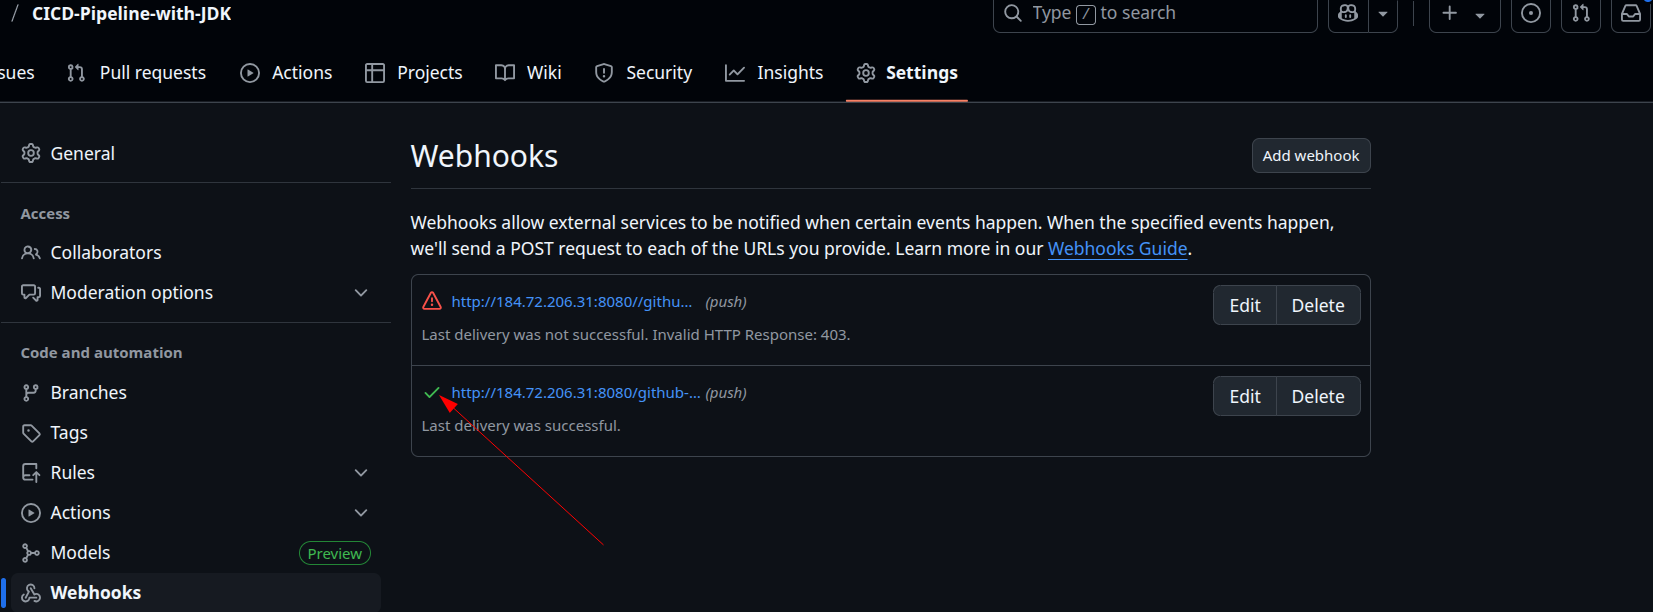 / CICD-Pipeline-with-JDK
Type / to search
sues Pull requests Actions Projects Wiki Security Insights Settings
General
Access
Collaborators
Moderation options
Code and automation
Branches
Tags
Rules
Actions
Models Preview
Webhooks
Webhooks
Add webhook
Webhooks allow external services to be notified when certain events happen. When the specified events happen,
we'll send a POST request to each of the URLs you provide. Learn more in our Webhooks Guide.
http://184.72.206.31:8080//githu... (push)
Edit Delete
Last delivery was not successful. Invalid HTTP Response: 403.
http://184.72.206.31:8080/github-... (push)
Edit Delete
Last delivery was successful.